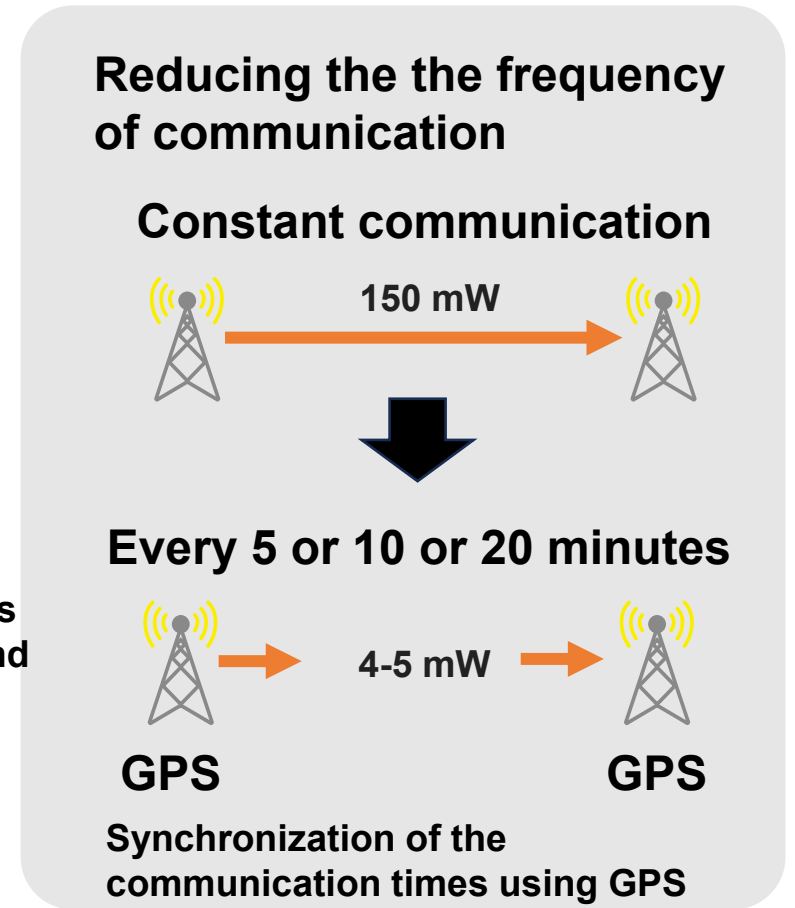 Reducing the the frequency
of communication
Constant communication
150 mW
Every 5 or 10 or 20 minutes
4-5 mW
GPS GPS
Synchronization of the
communication times using GPS